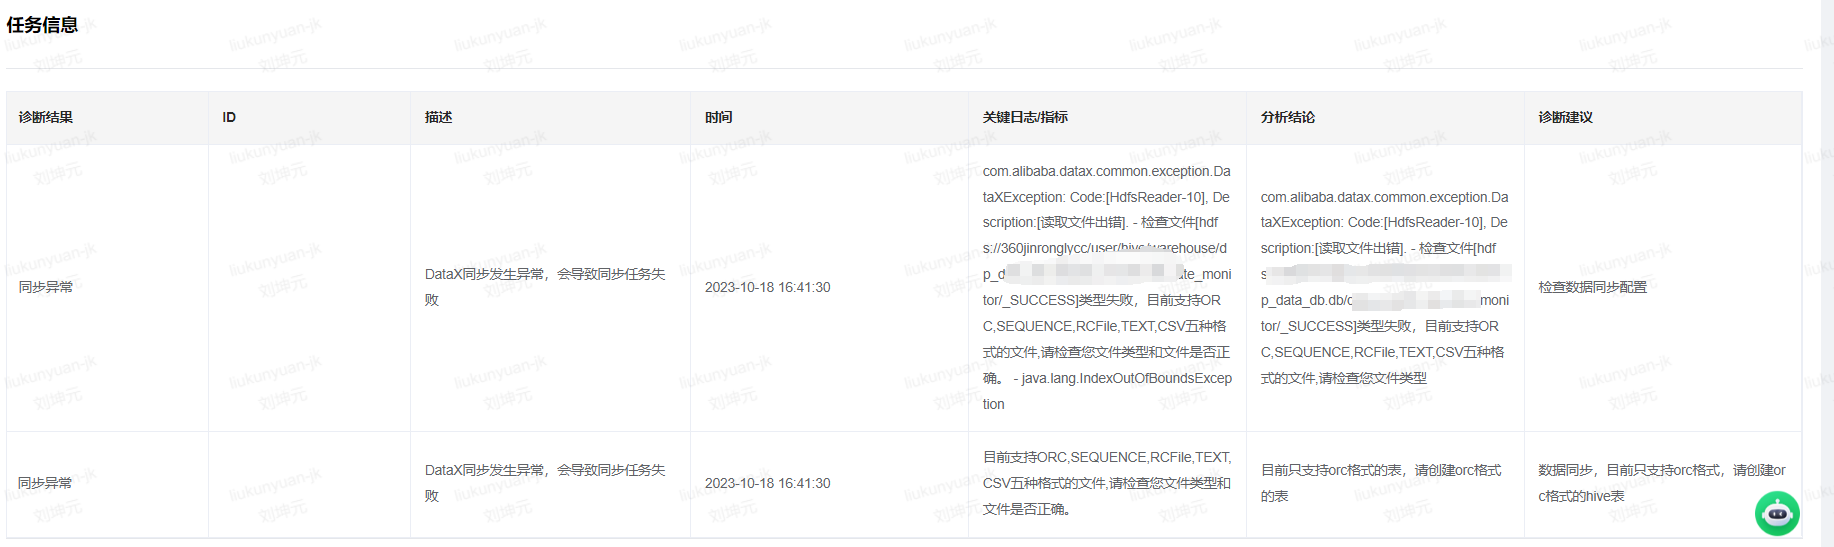 任务信息
诊断结果
ID
描述
时间
关键日志/指标
分析结论
诊断建议
同步异常
DataX同步发生异常，会导致同步任务失
败
2023-10-18 16:41:30
com.alibaba.datax.common.exception.Da
taXException: Code:[HdfsReader-10], De
scription:[读取文件出错]. - 检查文件[hdf
s://360jinronglycc/user/hive/warehouse/d
p_d ate_moni
tor/_SUCCESS]类型失败，目前支持OR
C,SEQUENCE,RCFile,TEXT,CSV五种格
式的文件,请检查您文件类型和文件是否正
确。 - java.lang.IndexOutOfBoundsExcep
tion
com.alibaba.datax.common.exception.Da
taXException: Code:[HdfsReader-10], De
scription:[读取文件出错]. - 检查文件[hdf
s:
p_data_db.db/ moni
tor/_SUCCESS]类型失败，目前支持OR
C,SEQUENCE,RCFile,TEXT,CSV五种格
式的文件,请检查您文件类型
检查数据同步配置
同步异常
DataX同步发生异常，会导致同步任务失
败
2023-10-18 16:41:30
目前支持ORC,SEQUENCE,RCFile,TEXT,
CSV五种格式的文件,请检查您文件类型和
文件是否正确。
目前只支持orc格式的表，请创建orc格式
的表
数据同步，目前只支持orc格式，请创建or
c格式的hive表
liukunyuan-jk
刘坤元